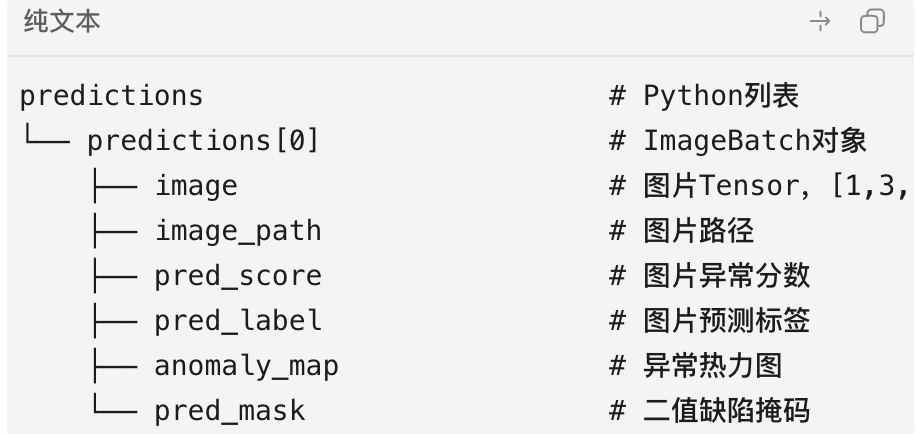 纯文本
predictions # Python列表
└── predictions[0] # ImageBatch对象
├── image # 图片Tensor，[1,3,
├── image_path # 图片路径
├── pred_score # 图片异常分数
├── pred_label # 图片预测标签
├── anomaly_map # 异常热力图
└── pred_mask # 二值缺陷掩码